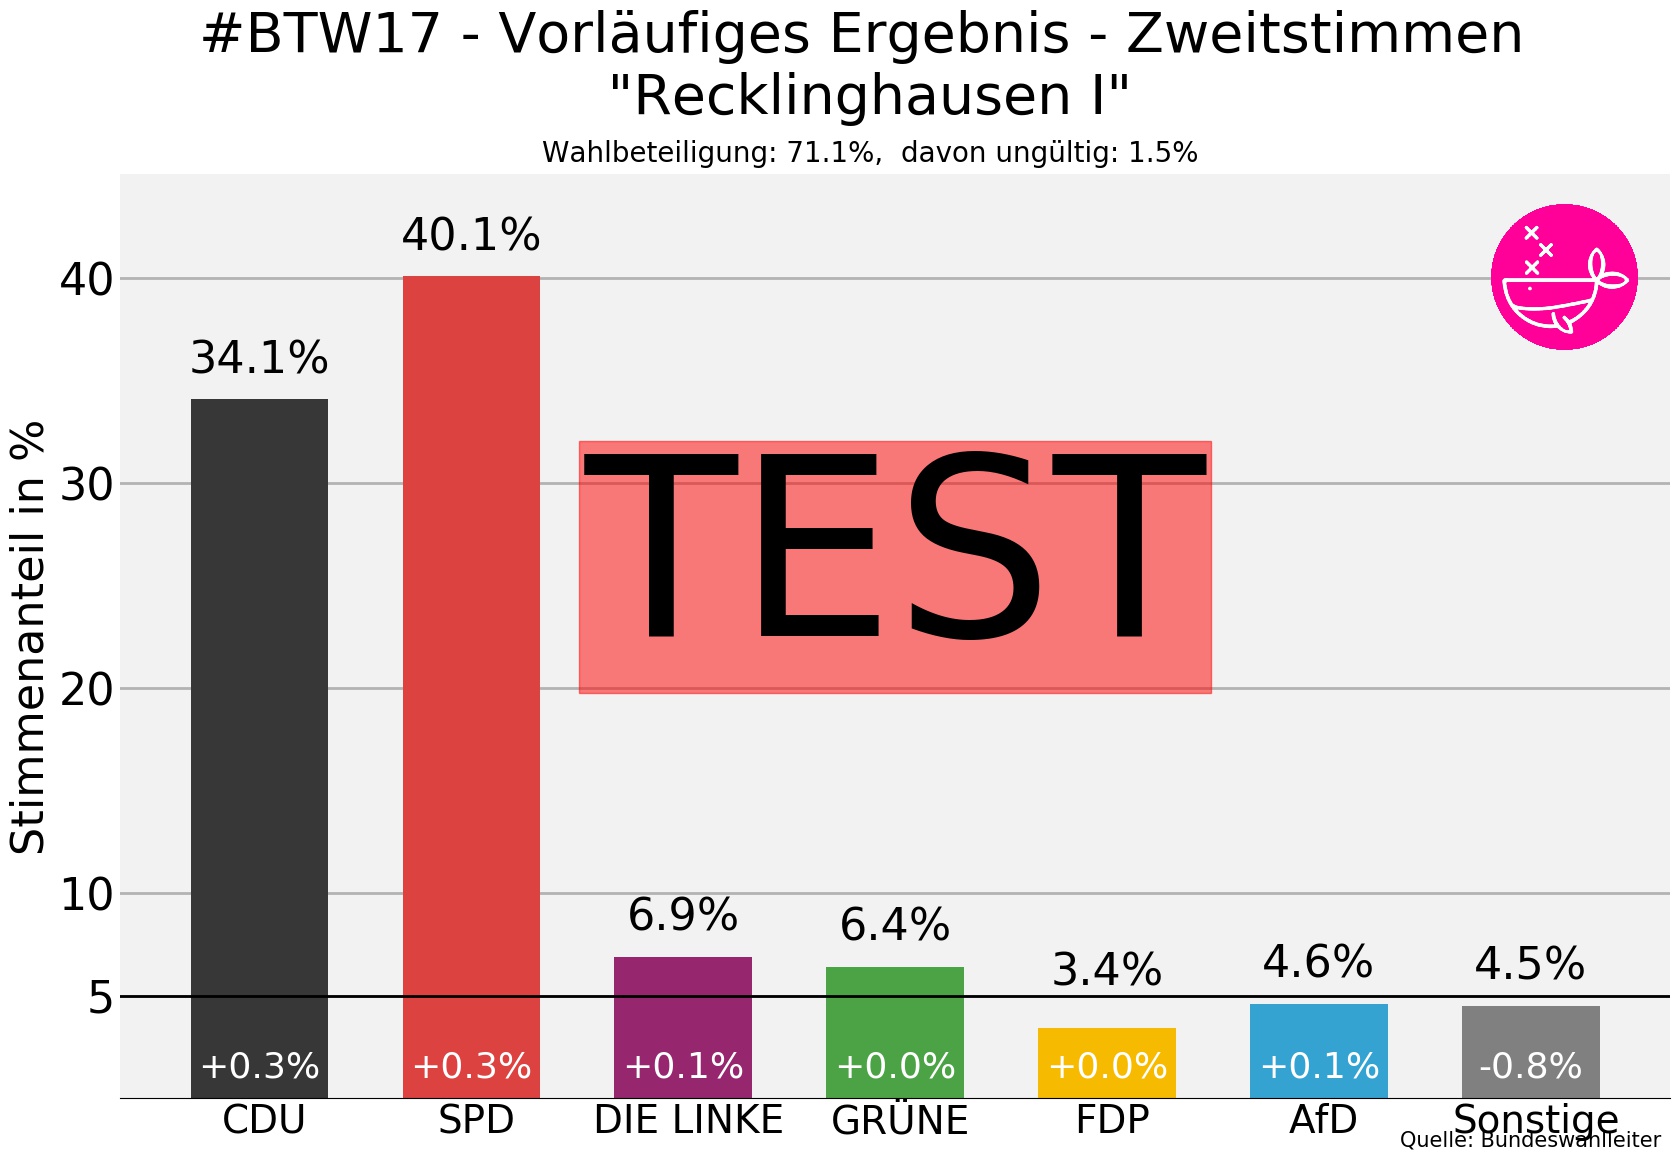 #BTW17 - Vorläufiges Ergebnis - Zweitstimmen
"Recklinghausen I"
Wahlbeteiligung: 71.1%,  davon ungültig: 1.5%
Stimmenanteil in %
40
30
20
10
5
34.1%
40.1%
6.9%
6.4%
3.4%
4.6%
4.5%
TEST
+0.3%
+0.3%
+0.1%
+0.0%
+0.0%
+0.1%
-0.8%
CDU
SPD
DIE LINKE
GRÜNE
FDP
AfD
Sonstige
Quelle: Bundeswahlleiter